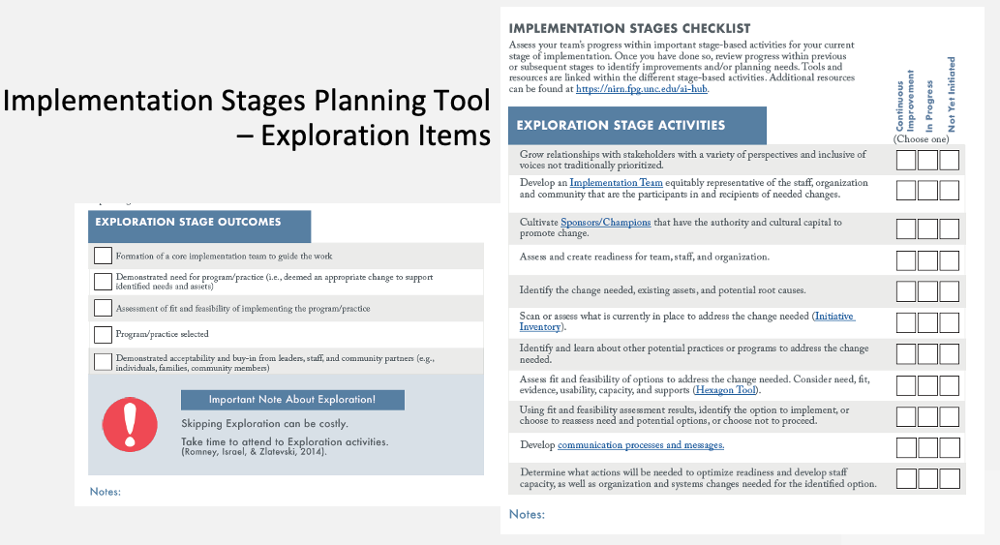 Implementation Stages Planning Tool
– Exploration Items
EXPLORATION STAGE OUTCOMES
Formation of a core implementation team to guide the work
Demonstrated need for program/practice (i.e., deemed an appropriate change to support
identified needs and assets)
Assessment of fit and feasibility of implementing the program/practice
Program/practice selected
Demonstrated acceptability and buy-in from leaders, staff, and community partners (e.g.,
individuals, families, community members)
Important Note About Exploration!
Skipping Exploration can be costly.
Take time to attend to Exploration activities.
(Romney, Israel, & Zlatevski, 2014).
Notes:
IMPLEMENTATION STAGES CHECKLIST
Assess your team's progress within important stage-based activities for your current
stage of implementation. Once you have done so, review progress within previous
or subsequent stages to identify improvements and/or planning needs. Tools and
resources are linked within the different stage-based activities. Additional resources
can be found at https://nirn.fpg.unc.edu/ai-hub.
Continuous
Improvement
In Progress
Not Yet Initiated
(Choose one)
EXPLORATION STAGE ACTIVITIES
Grow relationships with stakeholders with a variety of perspectives and inclusive of
voices not traditionally prioritized.
Develop an Implementation Team equitably representative of the staff, organization
and community that are the participants in and recipients of needed changes.
Cultivate Sponsors/Champions that have the authority and cultural capital to
promote change.
Assess and create readiness for team, staff, and organization.
Identify the change needed, existing assets, and potential root causes.
Scan or assess what is currently in place to address the change needed (Initiative
Inventory).
Identify and learn about other potential practices or programs to address the change
needed.
Assess fit and feasibility of options to address the change needed. Consider need, fit,
evidence, usability, capacity, and supports (Hexagon Tool).
Using fit and feasibility assessment results, identify the option to implement, or
choose to reassess need and potential options, or choose not to proceed.
Develop communication processes and messages.
Determine what actions will be needed to optimize readiness and develop staff
capacity, as well as organization and systems changes needed for the identified option.
Notes: